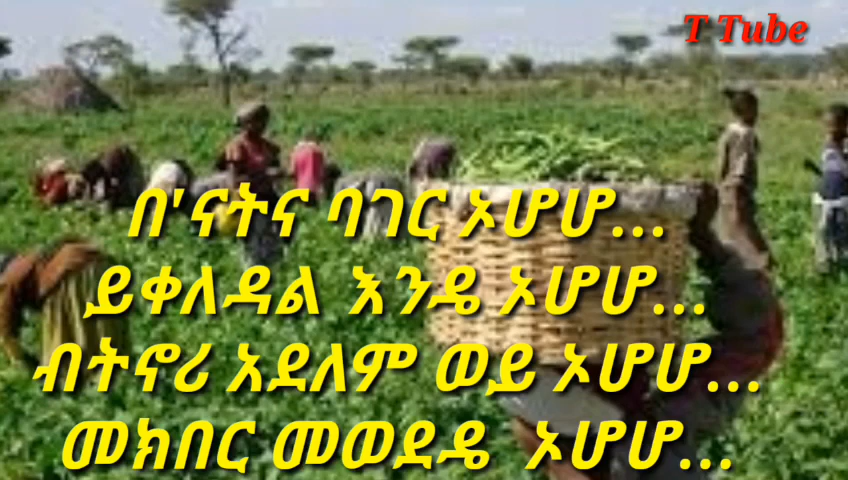 T Tube
በ'ናትና ባገር ኦሆሆ...
ይቀለዳል እንዴ ኦሆሆ...
ብትኖሪ አደለም ወይ ኦሆሆ...
መክበር መወደዴ ኦሆሆ...